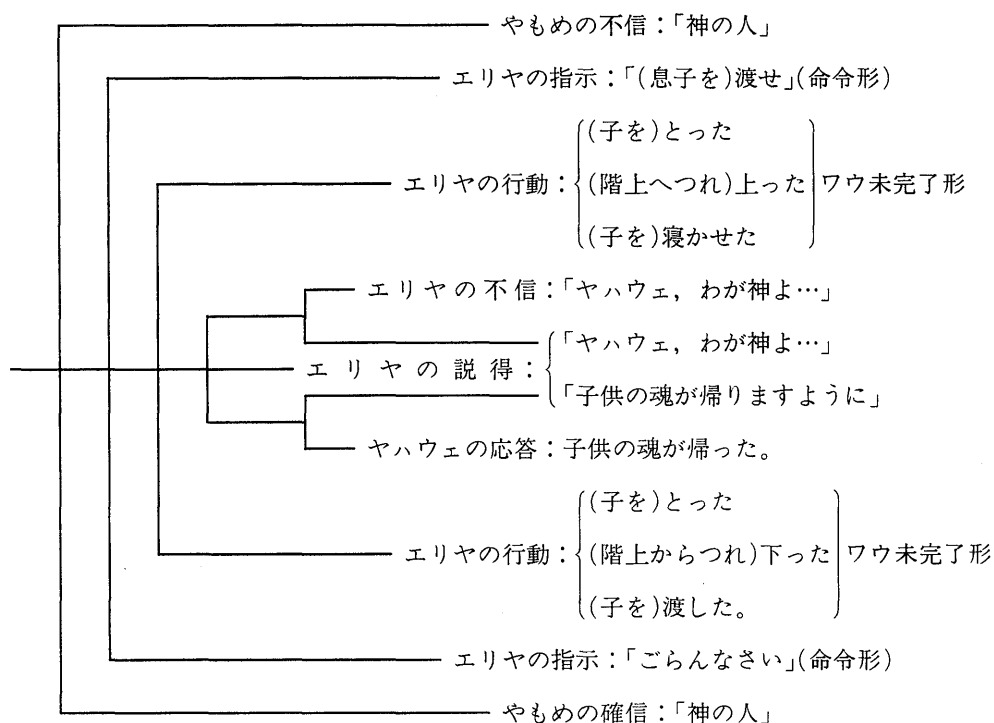 やもめの不信：「神の人」
エリヤの指示：「(息子を)渡せ」(命令形)
(子を)とった
エリヤの行動：(階上へつれ)上った ワウ未完了形
(子を)寝かせた
エリヤの不信：「ヤハウェ，わが神よ…」
「ヤハウェ，わが神よ…」
エリヤの説得：
「子供の魂が帰りますように」
ヤハウェの応答：子供の魂が帰った。
(子を)とった
エリヤの行動：(階上からつれ)下った ワウ未完了形
(子を)渡した。
エリヤの指示：「ごらんなさい」(命令形)
やもめの確信：「神の人」